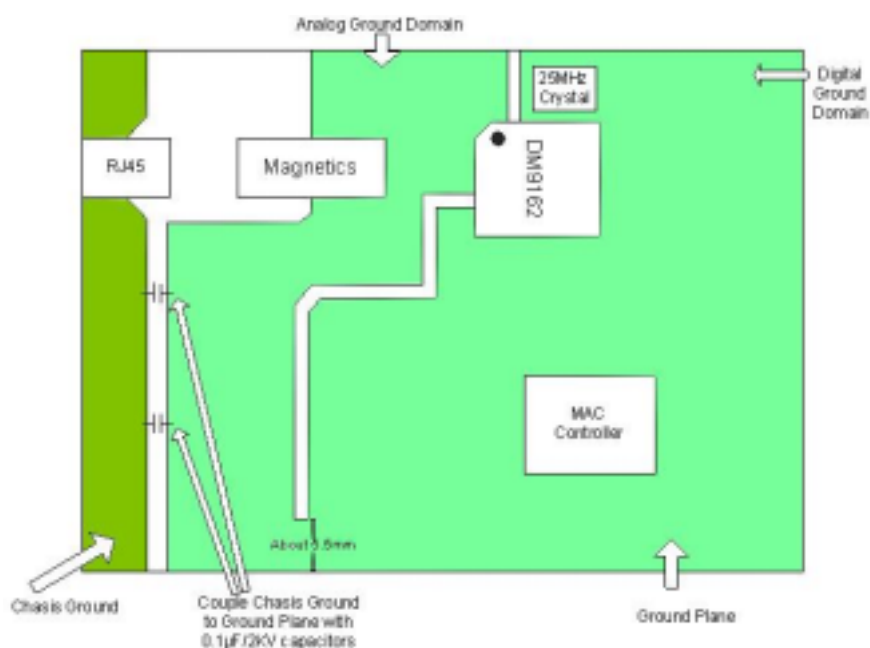 Analog Ground Domain
25MHz
Crystal
Digital
Ground
Domain
RJ45
Magnetics
DM9162
MAC
Controller
About
Chasis Ground
Couple Chasis Ground
to Ground Plane with
0.1µF/2KV capacitors
Ground Plane